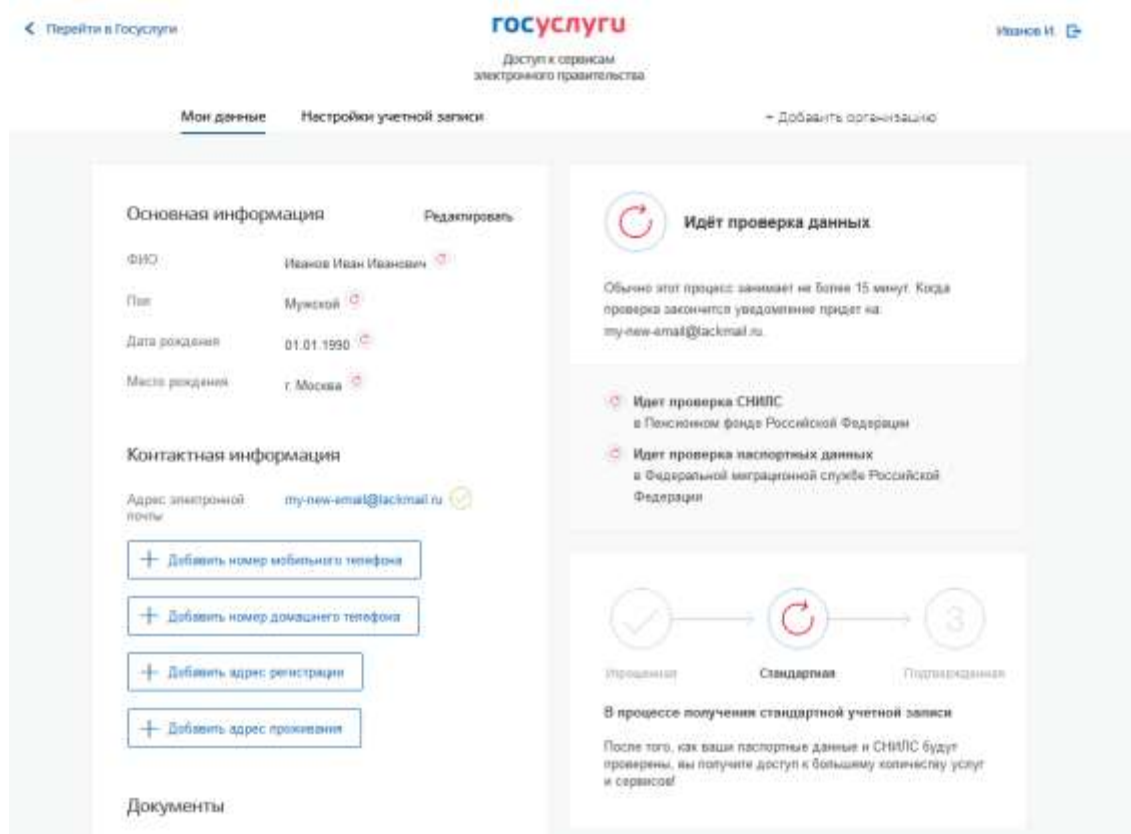 Перейти в Госуслуги
госуслуги
Иванов И.
Доступ к сервисам
электронного правительства
Мои данные
Настройки учетной записи
+ Добавить организацию
Основная информация
Редактировать
ФИО
Иванов Иван Иванович
Пол
Мужской
Дата рождения
01.01.1990
Место рождения
г. Москва
Контактная информация
Адрес электронной
почты
my-new-email@lackmail.ru
Добавить номер мобильного телефона
Добавить номер домашнего телефона
Добавить адрес регистрации
Добавить адрес проживания
Документы
Идёт проверка данных
Обычно этот процесс занимает не более 15 минут. Когда
проверка закончится уведомление придет на:
my-new-email@lackmail.ru.
Идет проверка СНИЛС
в Пенсионном фонде Российской Федерации
Идет проверка паспортных данных
в Федеральной миграционной службе Российской
Федерации
3
Упрощенная
Стандартная
Подтвержденная
В процессе получения стандартной учетной записи
После того, как ваши паспортные данные и СНИЛС будут
проверены, вы получите доступ к большему количеству услуг
и сервисов!